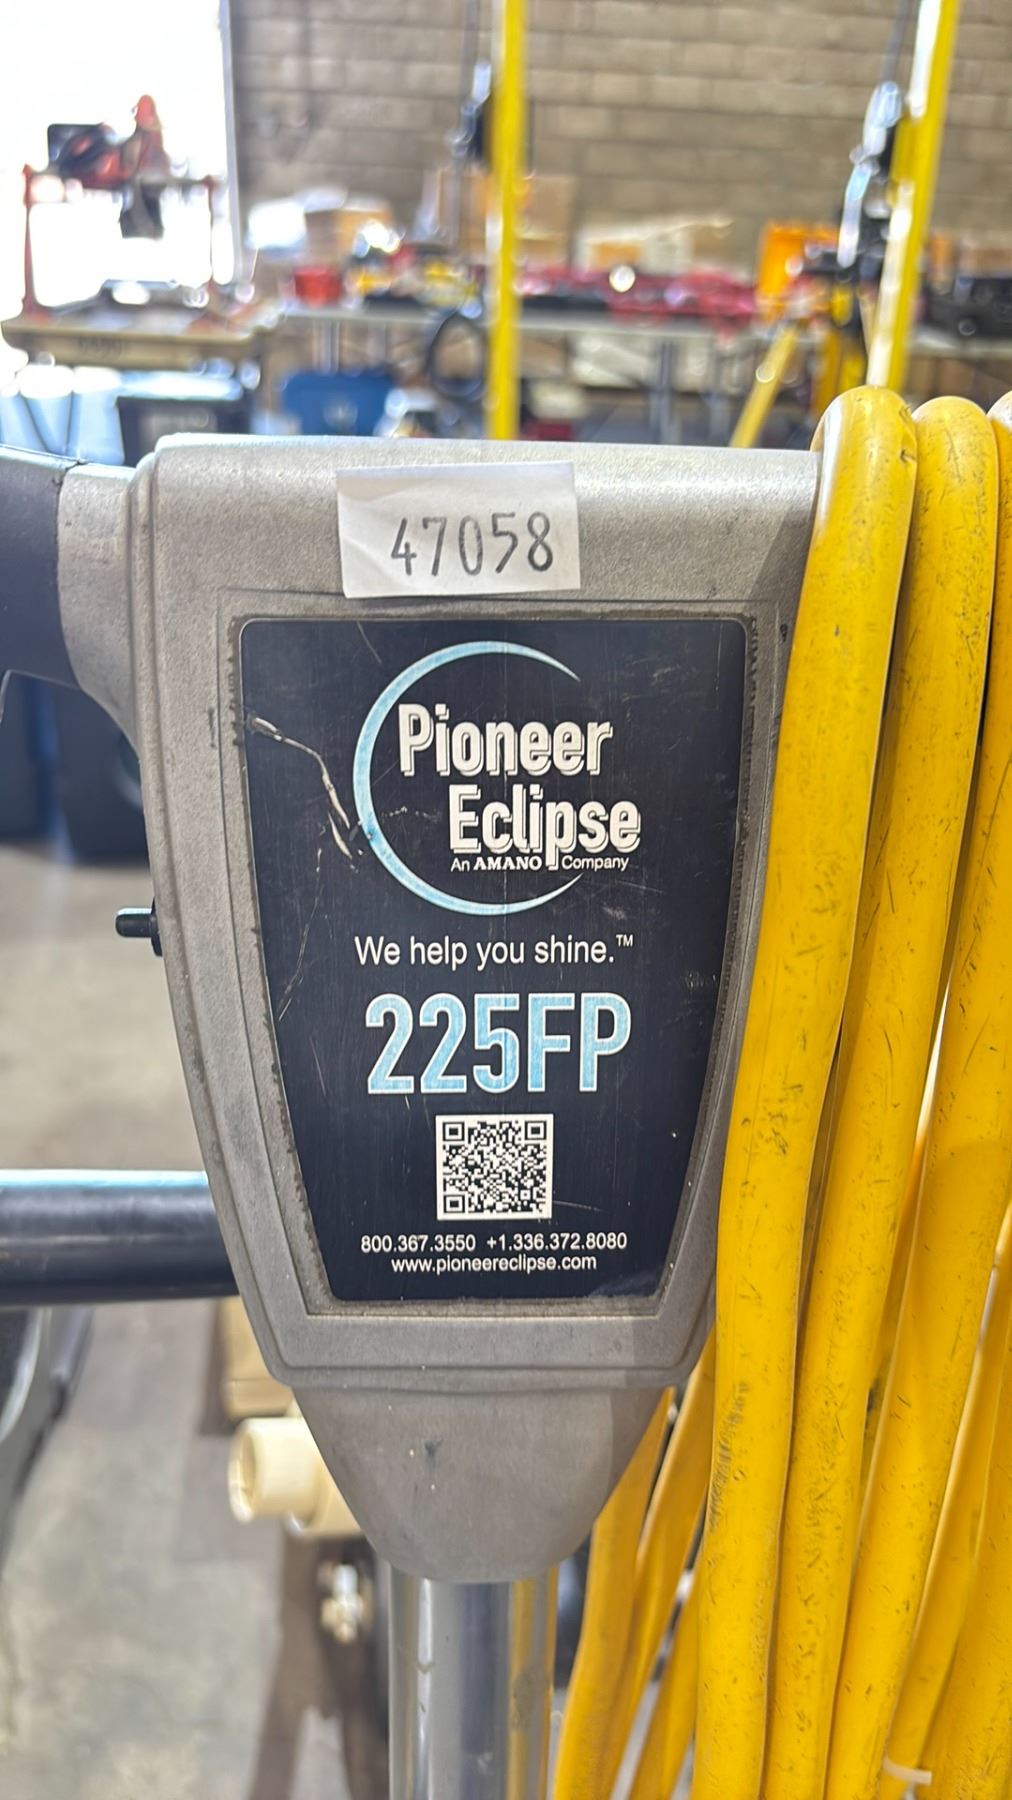 47058
Pioneer
Eclipse
An AMANO Company
We help you shine.™
225FP
800.367.3550 +1.336.372.8080
www.pioneereclipse.com